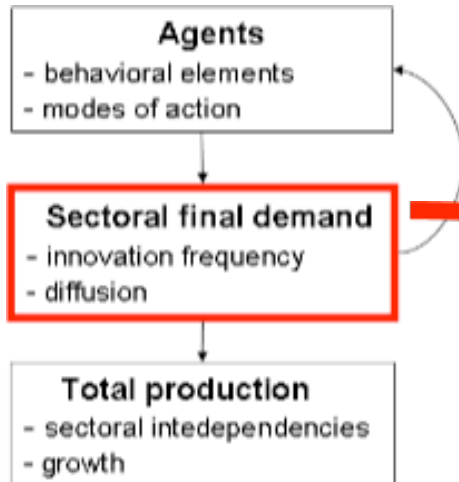 Agents
- behavioral elements
- modes of action
Sectoral final demand
- innovation frequency
- diffusion
Total production
- sectoral intedependencies
- growth